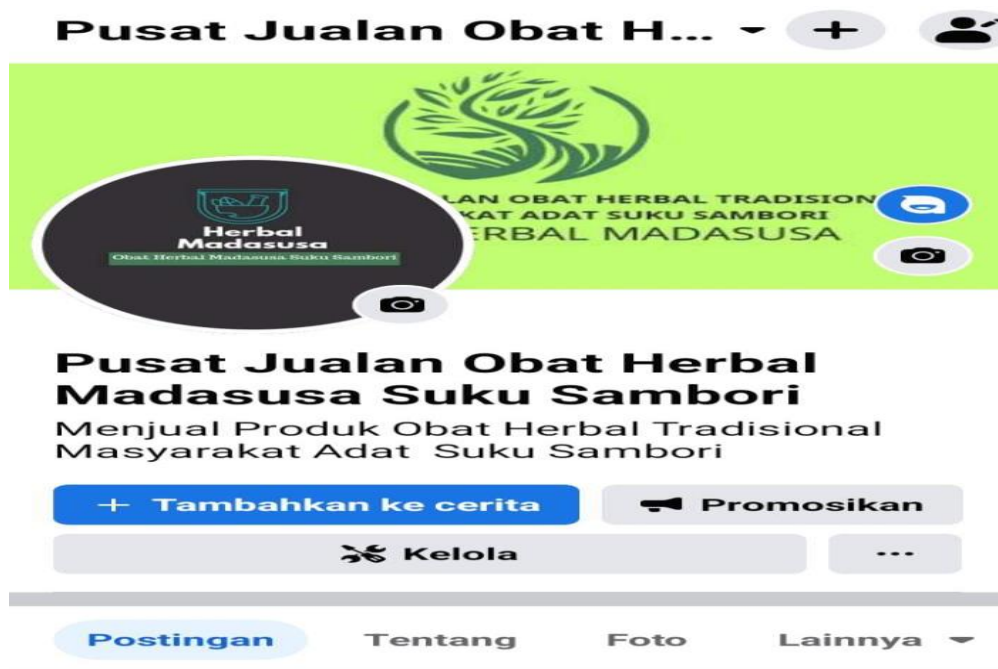 Pusat Jualan Obat H...
LAN OBAT HERBAL TRADISION
KAT ADAT SUKU SAMBORI
ERBAL MADASUSA
Herbal
Madasusa
Obat Herbal Madasusa Suku Sambori
Pusat Jualan Obat Herbal
Madasusa Suku Sambori
Menjual Produk Obat Herbal Tradisional
Masyarakat Adat Suku Sambori
+ Tambahkan ke cerita
Promosikan
Kelola
...
Postingan Tentang Foto Lainnya